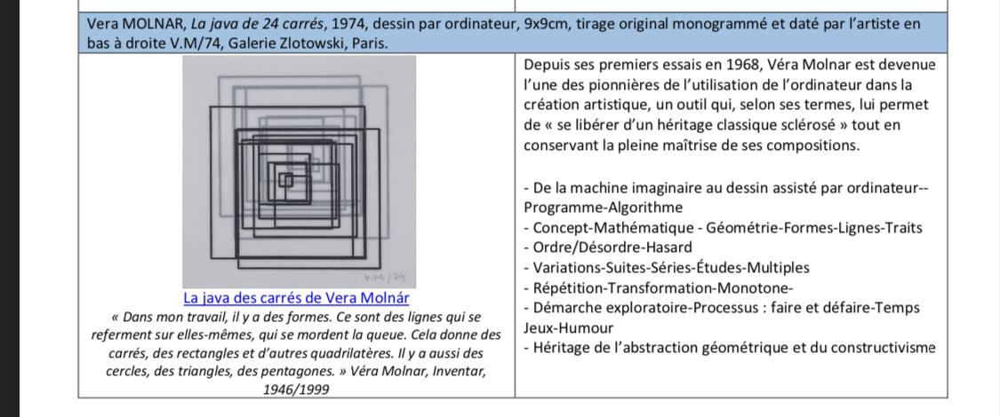 Vera MOLNAR, La java de 24 carrés, 1974, dessin par ordinateur, 9x9cm, tirage original monogrammé et daté par l’artiste en
bas à droite V.M/74, Galerie Zlotowski, Paris.
V.M/74
La java des carrés de Vera Molnár
« Dans mon travail, il y a des formes. Ce sont des lignes qui se
referment sur elles-mêmes, qui se mordent la queue. Cela donne des
carrés, des rectangles et d’autres quadrilatères. Il y a aussi des
cercles, des triangles, des pentagones. » Véra Molnar, Inventar,
1946/1999
Depuis ses premiers essais en 1968, Véra Molnar est devenue
l’une des pionnières de l’utilisation de l’ordinateur dans la
création artistique, un outil qui, selon ses termes, lui permet
de « se libérer d’un héritage classique sclérosé » tout en
conservant la pleine maîtrise de ses compositions.
- De la machine imaginaire au dessin assisté par ordinateur--
Programme-Algorithme
- Concept-Mathématique - Géométrie-Formes-Lignes-Traits
- Ordre/Désordre-Hasard
- Variations-Suites-Séries-Études-Multiples
- Répétition-Transformation-Monotone-
- Démarche exploratoire-Processus : faire et défaire-Temps
Jeux-Humour
- Héritage de l’abstraction géométrique et du constructivisme